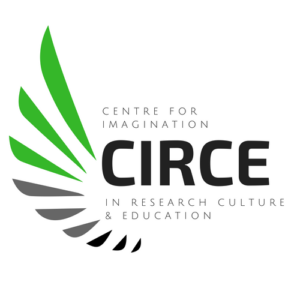 CENTRE FOR
IMAGINATION
CIRCE
IN RESEARCH CULTURE
& EDUCATION